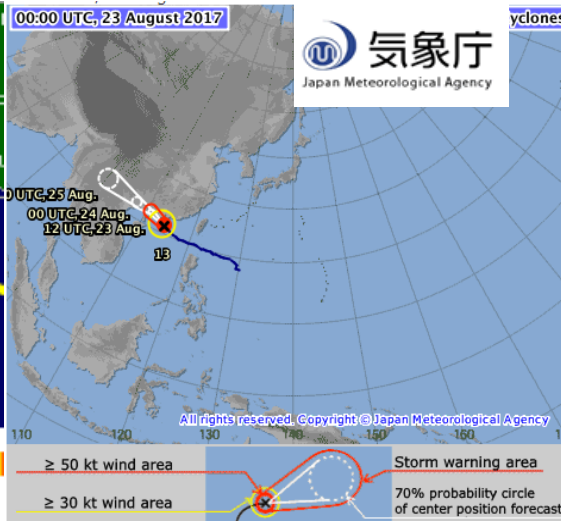 00:00 UTC, 23 August 2017
yclones
気象庁
Japan Meteorological Agency
0 UTC, 25 Aug.
00 UTC, 24 Aug.
12 UTC, 23 Aug.
13
All rights reserved. Copyright © Japan Meteorological Agency
110 120 130 140 150 160
≥ 50 kt wind area
Storm warning area
≥ 30 kt wind area
70% probability circle
of center position forecast